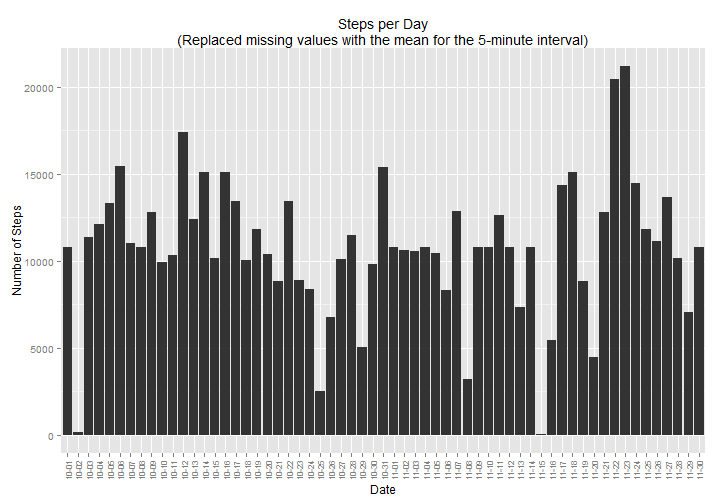 Steps per Day
(Replaced missing values with the mean for the 5-minute interval)
Number of Steps
20000
15000
10000
5000
0
10-01 10-02 10-03 10-04 10-05 10-06 10-07 10-08 10-09 10-10 10-11 10-12 10-13 10-14 10-15 10-16 10-17 10-18 10-19 10-20 10-21 10-22 10-23 10-24 10-25 10-26 10-27 10-28 10-29 10-30 10-31 11-01 11-02 11-03 11-04 11-05 11-06 11-07 11-08 11-09 11-10 11-11 11-12 11-13 11-14 11-15 11-16 11-17 11-18 11-19 11-20 11-21 11-22 11-23 11-24 11-25 11-26 11-27 11-28 11-29 11-30
Date